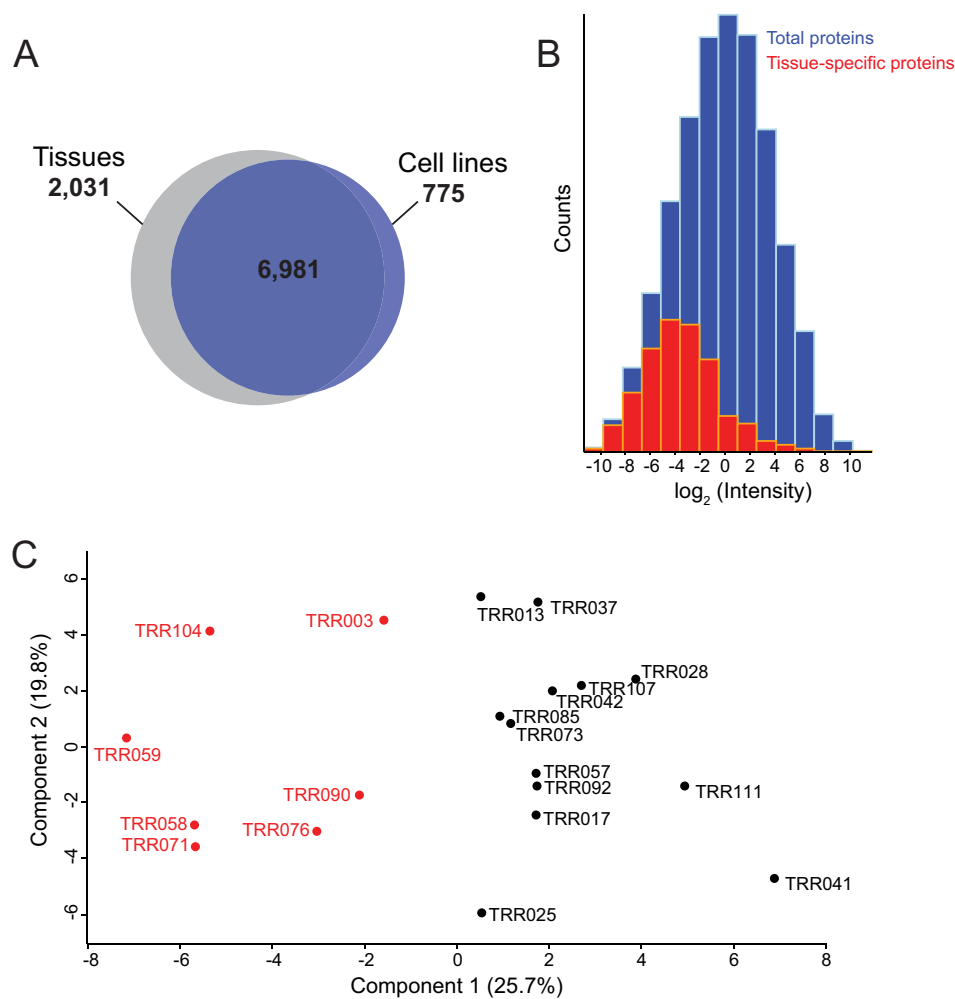 A
Tissues
2,031
Cell lines
775
6,981
B
Total proteins
Tissue-specific proteins
Counts
-10 -8 -6 -4 -2 0 2 4 6 8 10
log2 (Intensity)
C
Component 2 (19.8%)
6
4
2
0
-2
-4
-6
TRR013
TRR037
TRR003
TRR104
TRR028
TRR107
TRR042
TRR085
TRR073
TRR059
TRR057
TRR092
TRR111
TRR090
TRR017
TRR058
TRR076
TRR071
TRR041
TRR025
-8 -6 -4 -2 0 2 4 6 8
Component 1 (25.7%)